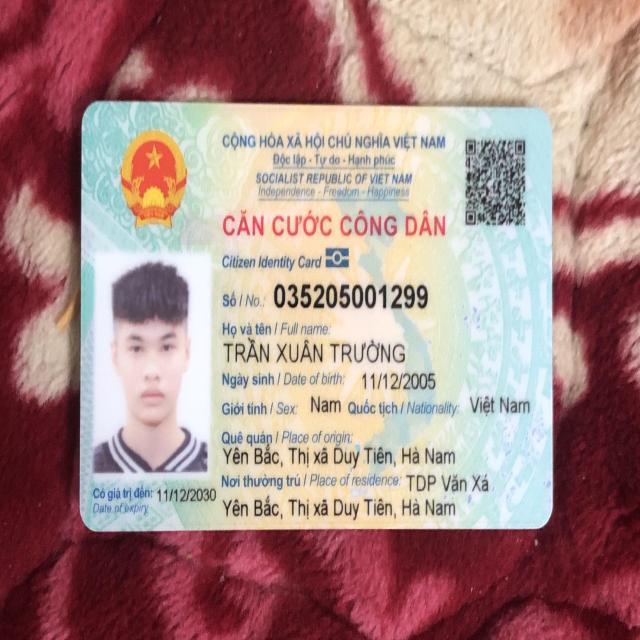 CỘNG HÒA XÃ HỘI CHỦ NGHĨA VIỆT NAM
Độc lập - Tự do - Hạnh phúc
SOCIALIST REPUBLIC OF VIET NAM
Independence - Freedom - Happiness
CĂN CƯỚC CÔNG DÂN
Citizen Identity Card
Số / No.: 035205001299
Họ và tên / Full name:
TRẦN XUÂN TRƯỜNG
Ngày sinh / Date of birth: 11/12/2005
Giới tính / Sex: Nam Quốc tịch / Nationality: Việt Nam
Quê quán / Place of origin:
Yên Bắc, Thị xã Duy Tiên, Hà Nam
Nơi thường trú / Place of residence: TDP Văn Xá
Yên Bắc, Thị xã Duy Tiên, Hà Nam
Có giá trị đến: 11/12/2030
Date of expiry